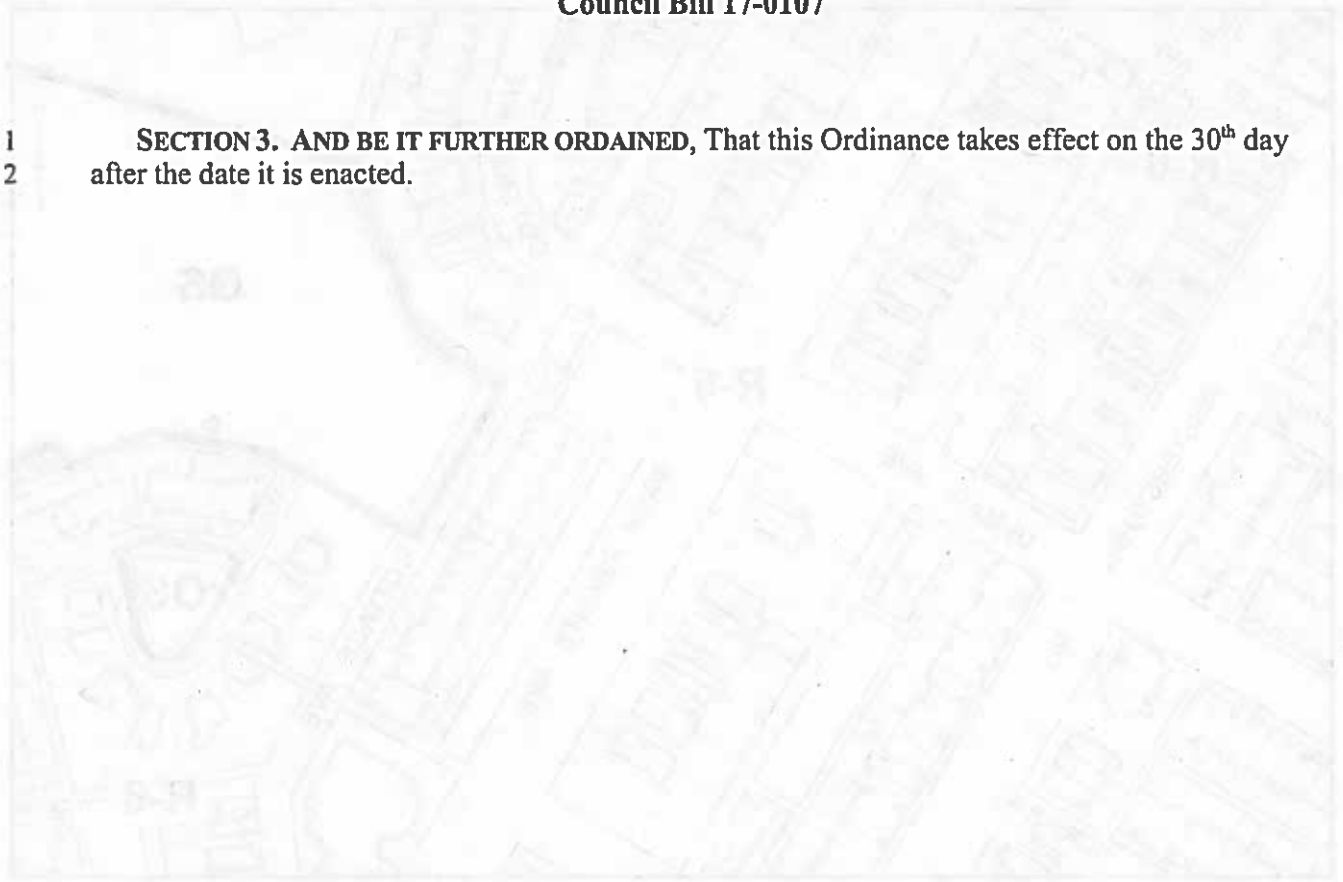 Council Bill 17-0107
1 SECTION 3. AND BE IT FURTHER ORDAINED, That this Ordinance takes effect on the 30th day
2 after the date it is enacted.